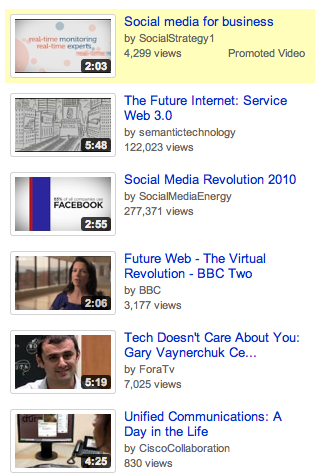 real-time monitoring
real-time experts
2:03
Social media for business
by SocialStrategy1
4,299 views Promoted Video
5:48
The Future Internet: Service
Web 3.0
by semantictechnology
122,023 views
of all companies use
FACEBOOK
2:55
Social Media Revolution 2010
by SocialMediaEnergy
277,371 views
2:06
Future Web - The Virtual
Revolution - BBC Two
by BBC
3,177 views
5:19
Tech Doesn't Care About You:
Gary Vaynerchuk Ce...
by ForaTv
7,025 views
4:25
Unified Communications: A
Day in the Life
by CiscoCollaboration
830 views